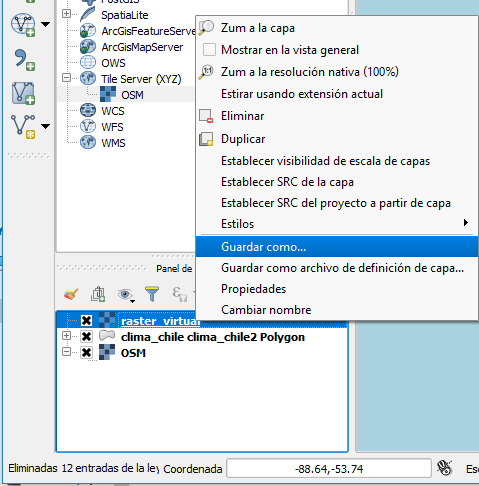 PostGIS
SpatiaLite
ArcGisFeatureServe
ArcGisMapServer
OWS
Tile Server (XYZ)
OSM
WCS
WFS
WMS
Zum a la capa
Mostrar en la vista general
Zum a la resolución nativa (100%)
Estirar usando extensión actual
Eliminar
Duplicar
Establecer visibilidad de escala de capas
Establecer SRC de la capa
Establecer SRC del proyecto a partir de capa
Estilos
Guardar como...
Guardar como archivo de definición de capa...
Propiedades
Cambiar nombre
Panel de
raster_virtual
clima_chile clima_chile2 Polygon
OSM
Eliminadas 12 entradas de la ley
Coordenada
-88.64,-53.74
Esc